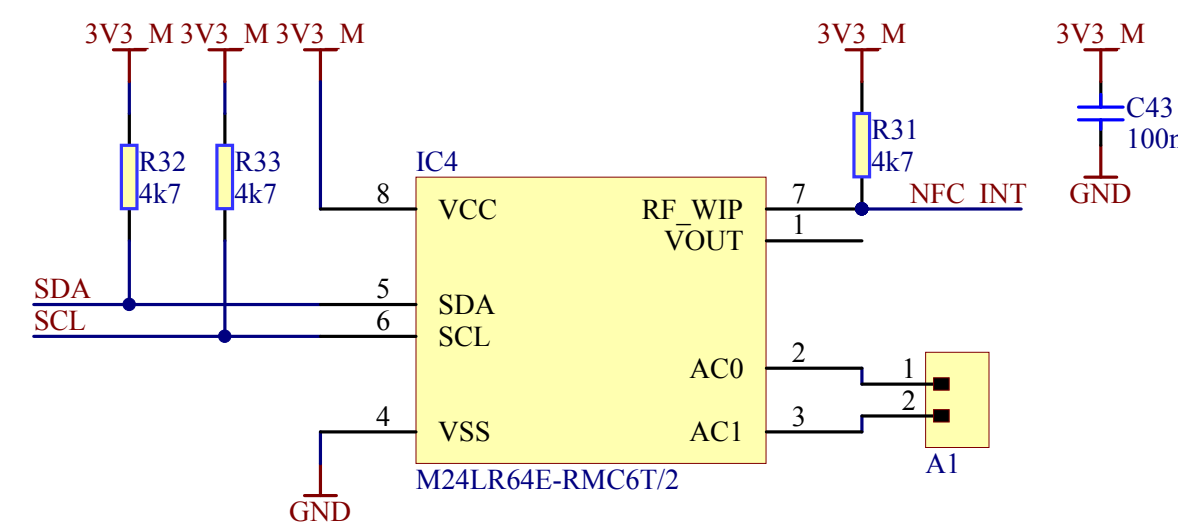 3V3_M 3V3_M 3V3_M 3V3_M 3V3_M
R32
4k7
R33
4k7
R31
4k7
C43
100n
IC4
8 VCC
RF_WIP 7 NFC_INT
VOUT 1
GND
SDA 5 SDA
SCL 6 SCL
AC0 2 1
2
4 VSS
AC1 3
A1
M24LR64E-RMC6T/2
GND